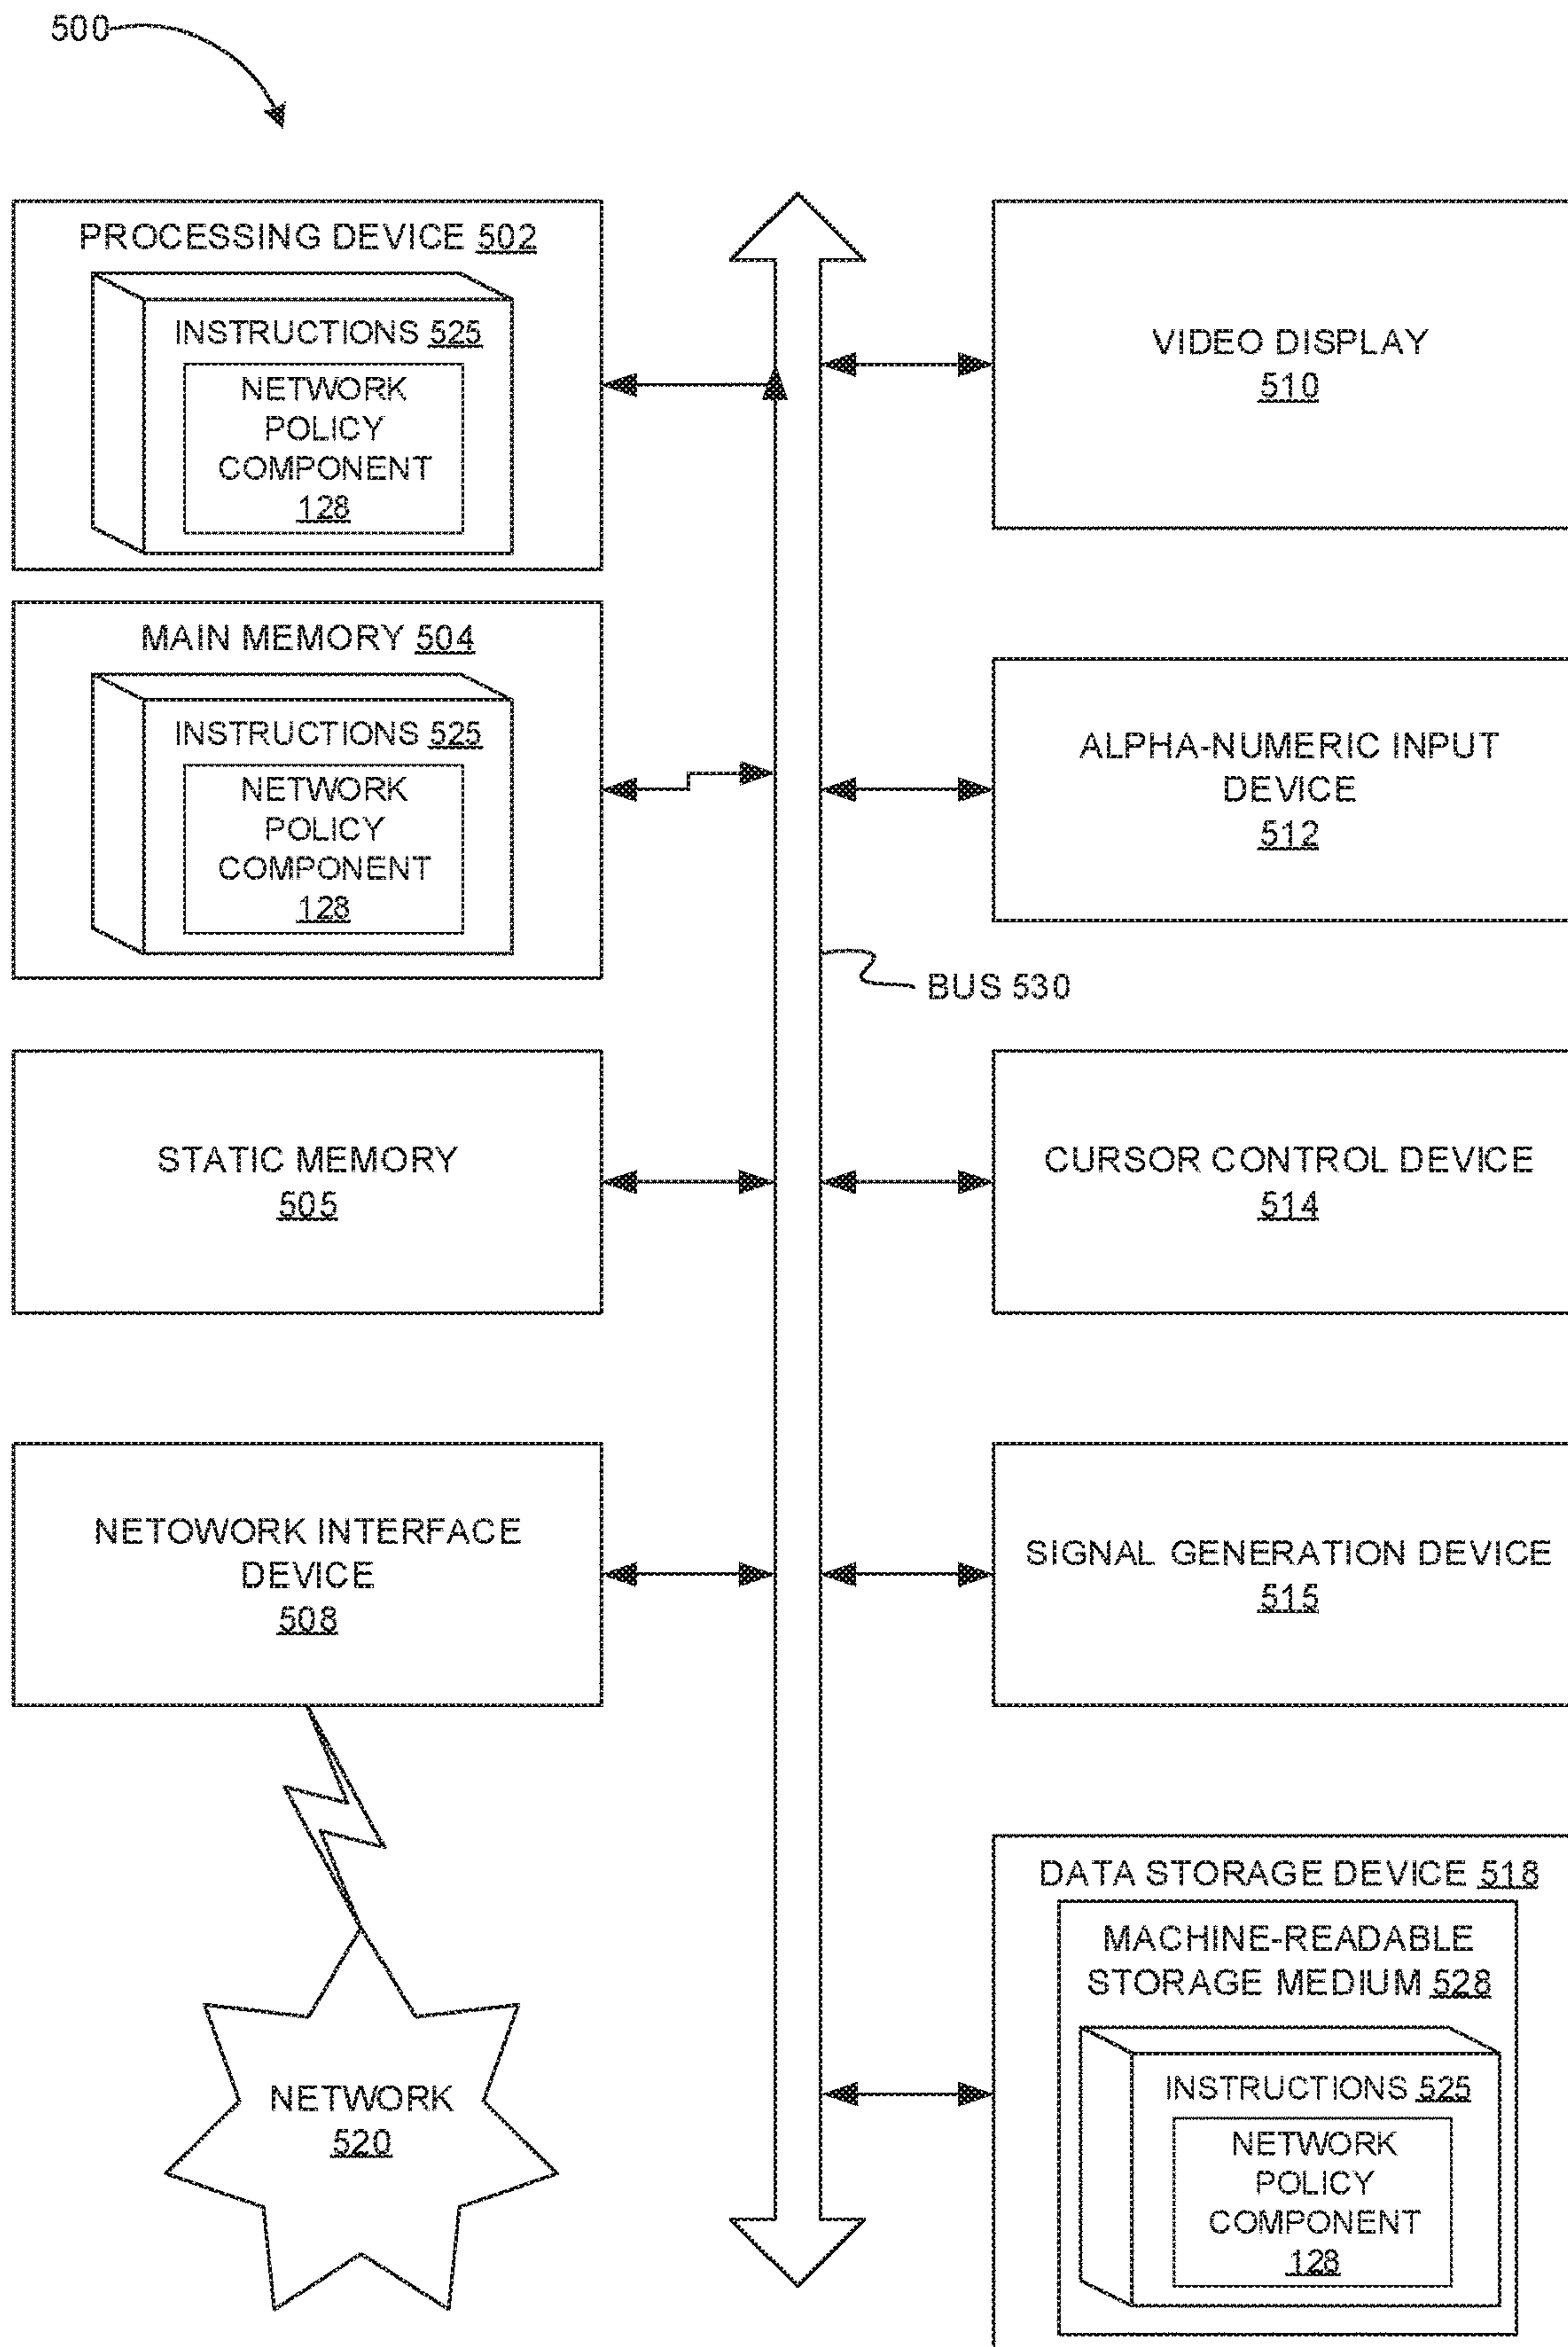 500
PROCESSING DEVICE 502
INSTRUCTIONS 525
NETWORK
POLICY
COMPONENT
128
MAIN MEMORY 504
INSTRUCTIONS 525
NETWORK
POLICY
COMPONENT
128
STATIC MEMORY
505
NETOWORK INTERFACE
DEVICE
508
NETWORK
520
BUS 530
VIDEO DISPLAY
510
ALPHA-NUMERIC INPUT
DEVICE
512
CURSOR CONTROL DEVICE
514
SIGNAL GENERATION DEVICE
515
DATA STORAGE DEVICE 518
MACHINE-READABLE
STORAGE MEDIUM 528
INSTRUCTIONS 525
NETWORK
POLICY
COMPONENT
128